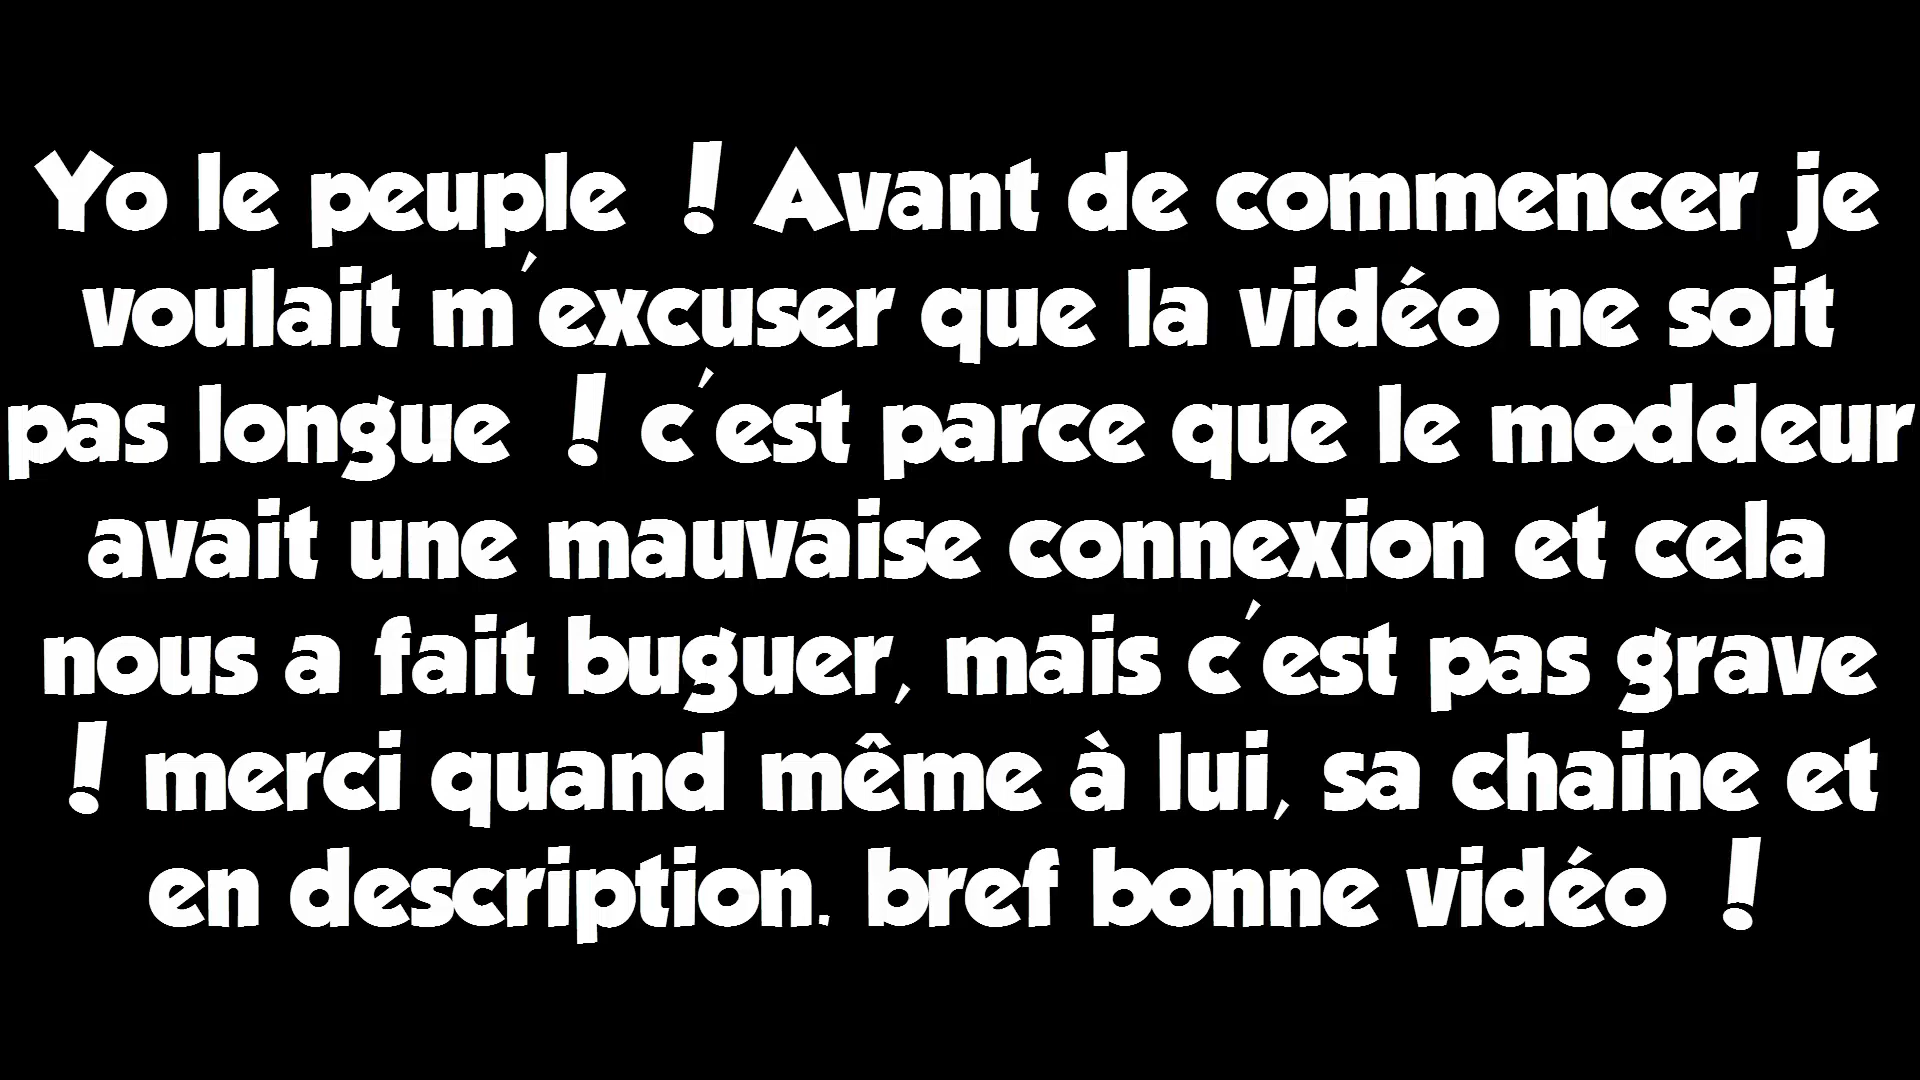 Yo le peuple ! Avant de commencer je
voulait m'excuser que la vidéo ne soit
pas longue ! c'est parce que le moddeur
avait une mauvaise connexion et cela
nous a fait buguer, mais c'est pas grave
! merci quand même à lui, sa chaine et
en description. bref bonne vidéo !